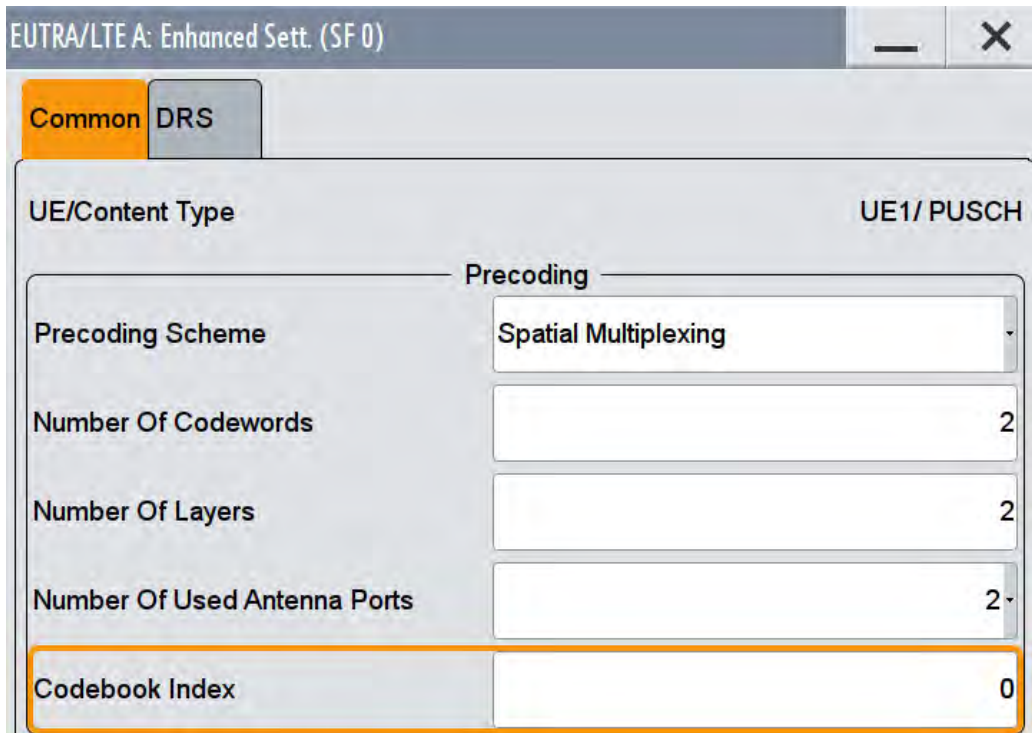 EUTRA/LTE A: Enhanced Sett. (SF 0)
Common DRS
UE/Content Type UE1/ PUSCH
Precoding
Precoding Scheme Spatial Multiplexing
Number Of Codewords 2
Number Of Layers 2
Number Of Used Antenna Ports 2
Codebook Index 0